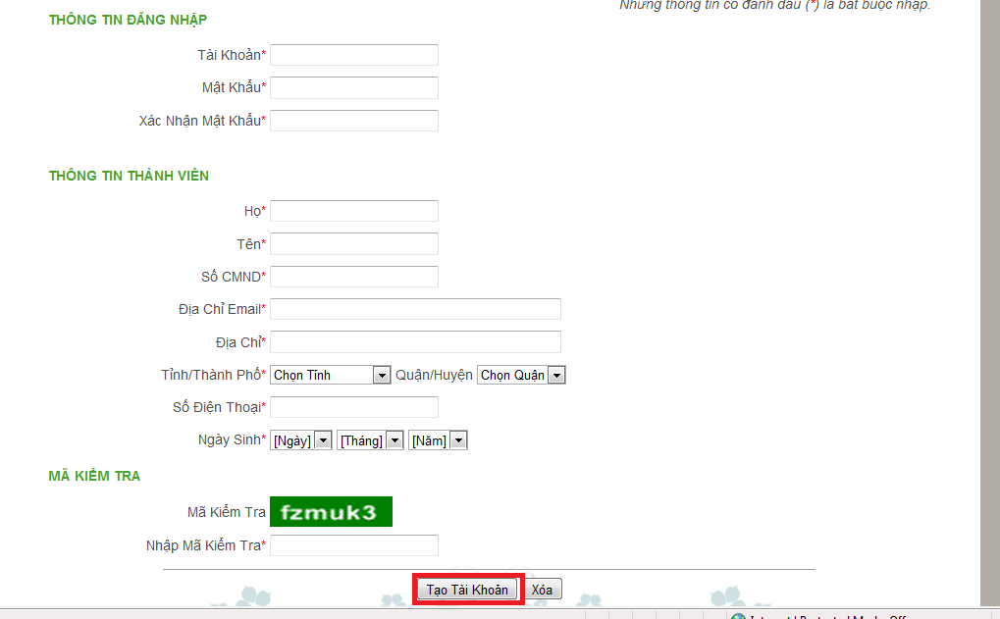 Những thông tin có đánh dấu (*) là bắt buộc nhập.
THÔNG TIN ĐĂNG NHẬP
Tài Khoản*
Mật Khẩu*
Xác Nhận Mật Khẩu*
THÔNG TIN THÀNH VIÊN
Họ*
Tên*
Số CMND*
Địa Chỉ Email*
Địa Chỉ*
Tỉnh/Thành Phố* Chọn Tỉnh Quận/Huyện Chọn Quận
Số Điện Thoại*
Ngày Sinh* [Ngày] [Tháng] [Năm]
MÃ KIỂM TRA
Mã Kiểm Tra fzmuk3
Nhập Mã Kiểm Tra*
Tạo Tài Khoản Xóa
Internet | Protected Mode: Off